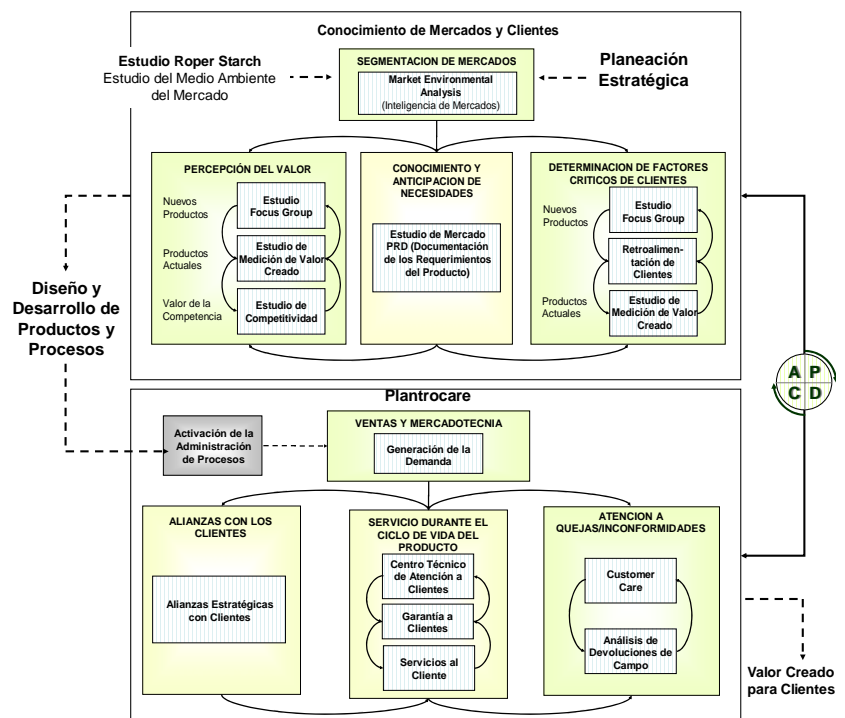 Conocimiento de Mercados y Clientes
Estudio Roper Starch
Estudio del Medio Ambiente
del Mercado
SEGMENTACION DE MERCADOS
Market Environmental
Analysis
(Inteligencia de Mercados)
Planeación
Estratégica
PERCEPCIÓN DEL VALOR
Nuevos
Productos
Estudio
Focus Group
Productos
Actuales
Estudio de
Medición de Valor
Creado
Valor de la
Competencia
Estudio de
Competitividad
CONOCIMIENTO Y
ANTICIPACION DE
NECESIDADES
Estudio de Mercado
PRD (Documentación
de los Requerimientos
del Producto)
DETERMINACION DE FACTORES
CRITICOS DE CLIENTES
Nuevos
Productos
Estudio
Focus Group
Retroalimen-
tación de
Clientes
Productos
Actuales
Estudio de
Medición de Valor
Creado
Diseño y
Desarrollo de
Productos y
Procesos
A P
C D
Plantrocare
Activación de la
Administración
de Procesos
VENTAS Y MERCADOTECNIA
Generación de la
Demanda
ALIANZAS CON LOS
CLIENTES
Alianzas Estratégicas
con Clientes
SERVICIO DURANTE EL
CICLO DE VIDA DEL
PRODUCTO
Centro Técnico
de Atención a
Clientes
Garantía a
Clientes
Servicios al
Cliente
ATENCION A
QUEJAS/INCONFORMIDADES
Customer
Care
Análisis de
Devoluciones de
Campo
Valor Creado
para Clientes